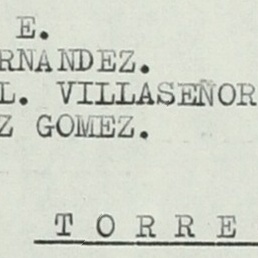 E.
RNANDEZ.
L. VILLASEÑOR
Z GOMEZ.
T O R R E